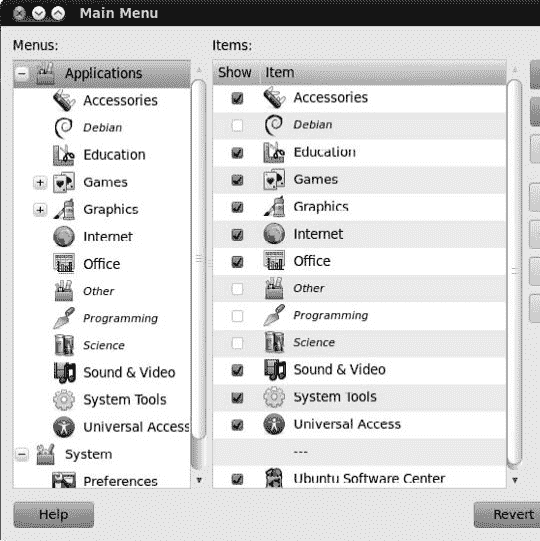 Main Menu
Menus:
Applications
Accessories
Debian
Education
Games
Graphics
Internet
Office
Other
Programming
Science
Sound & Video
System Tools
Universal Access
System
Preferences
Items:
Show Item
Accessories
Debian
Education
Games
Graphics
Internet
Office
Other
Programming
Science
Sound & Video
System Tools
Universal Access
---
Ubuntu Software Center
Help
Revert